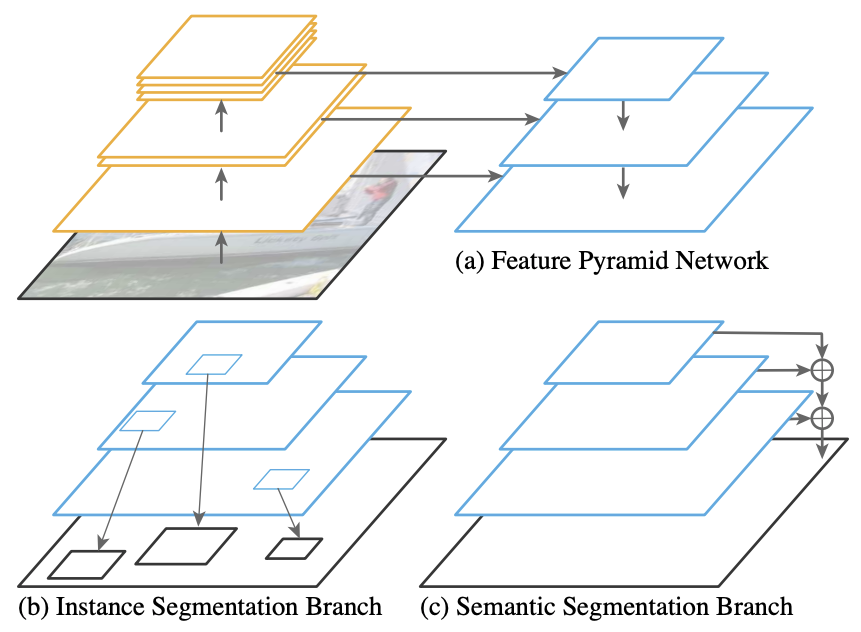 (a) Feature Pyramid Network
(b) Instance Segmentation Branch
(c) Semantic Segmentation Branch